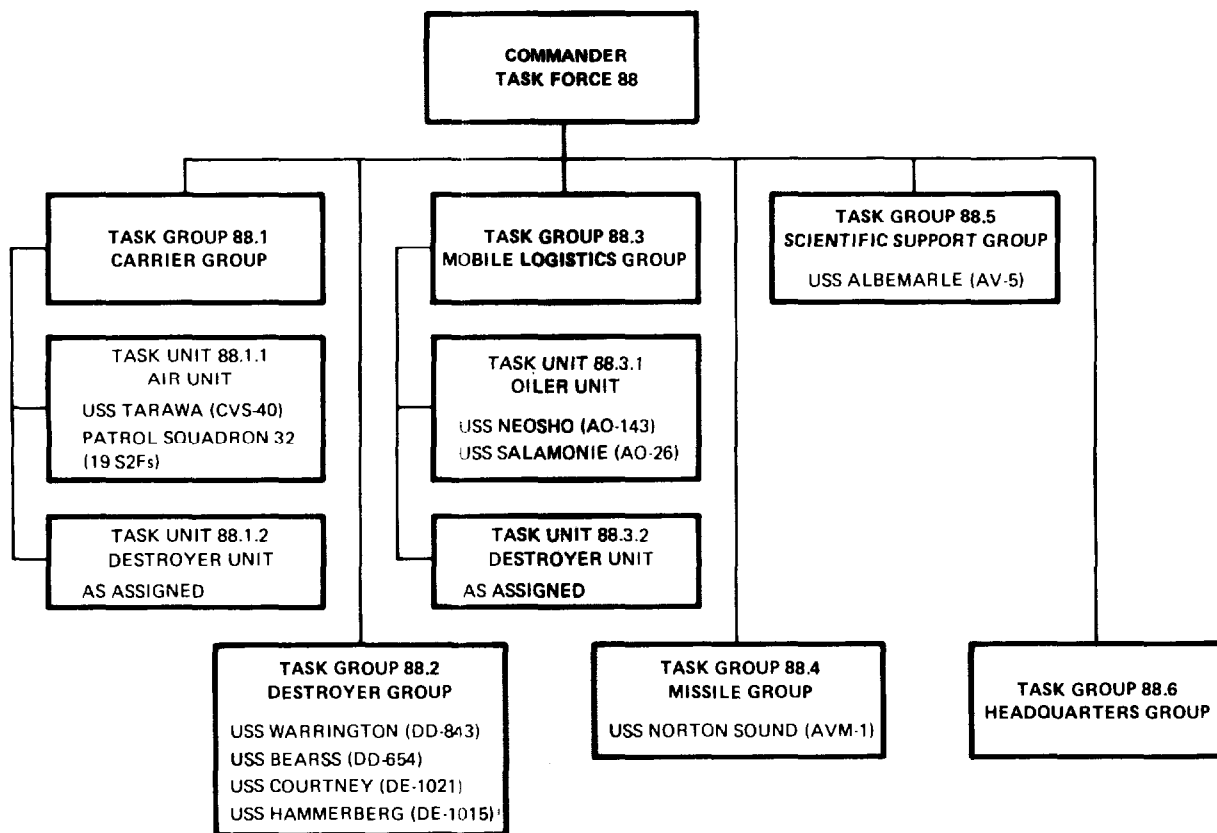 COMMANDER
TASK FORCE 88
TASK GROUP 88.1
CARRIER GROUP
TASK GROUP 88.3
MOBILE LOGISTICS GROUP
TASK GROUP 88.5
SCIENTIFIC SUPPORT GROUP
USS ALBEMARLE (AV-5)
TASK UNIT 88.1.1
AIR UNIT
USS TARAWA (CVS-40)
PATROL SQUADRON 32
(19 S2Fs)
TASK UNIT 88.3.1
OILER UNIT
USS NEOSHO (AO-143)
USS SALAMONIE (AO-26)
TASK UNIT 88.1.2
DESTROYER UNIT
AS ASSIGNED
TASK UNIT 88.3.2
DESTROYER UNIT
AS ASSIGNED
TASK GROUP 88.2
DESTROYER GROUP
USS WARRINGTON (DD-843)
USS BEARSS (DD-654)
USS COURTNEY (DE-1021)
USS HAMMERBERG (DE-1015)
TASK GROUP 88.4
MISSILE GROUP
USS NORTON SOUND (AVM-1)
TASK GROUP 88.6
HEADQUARTERS GROUP